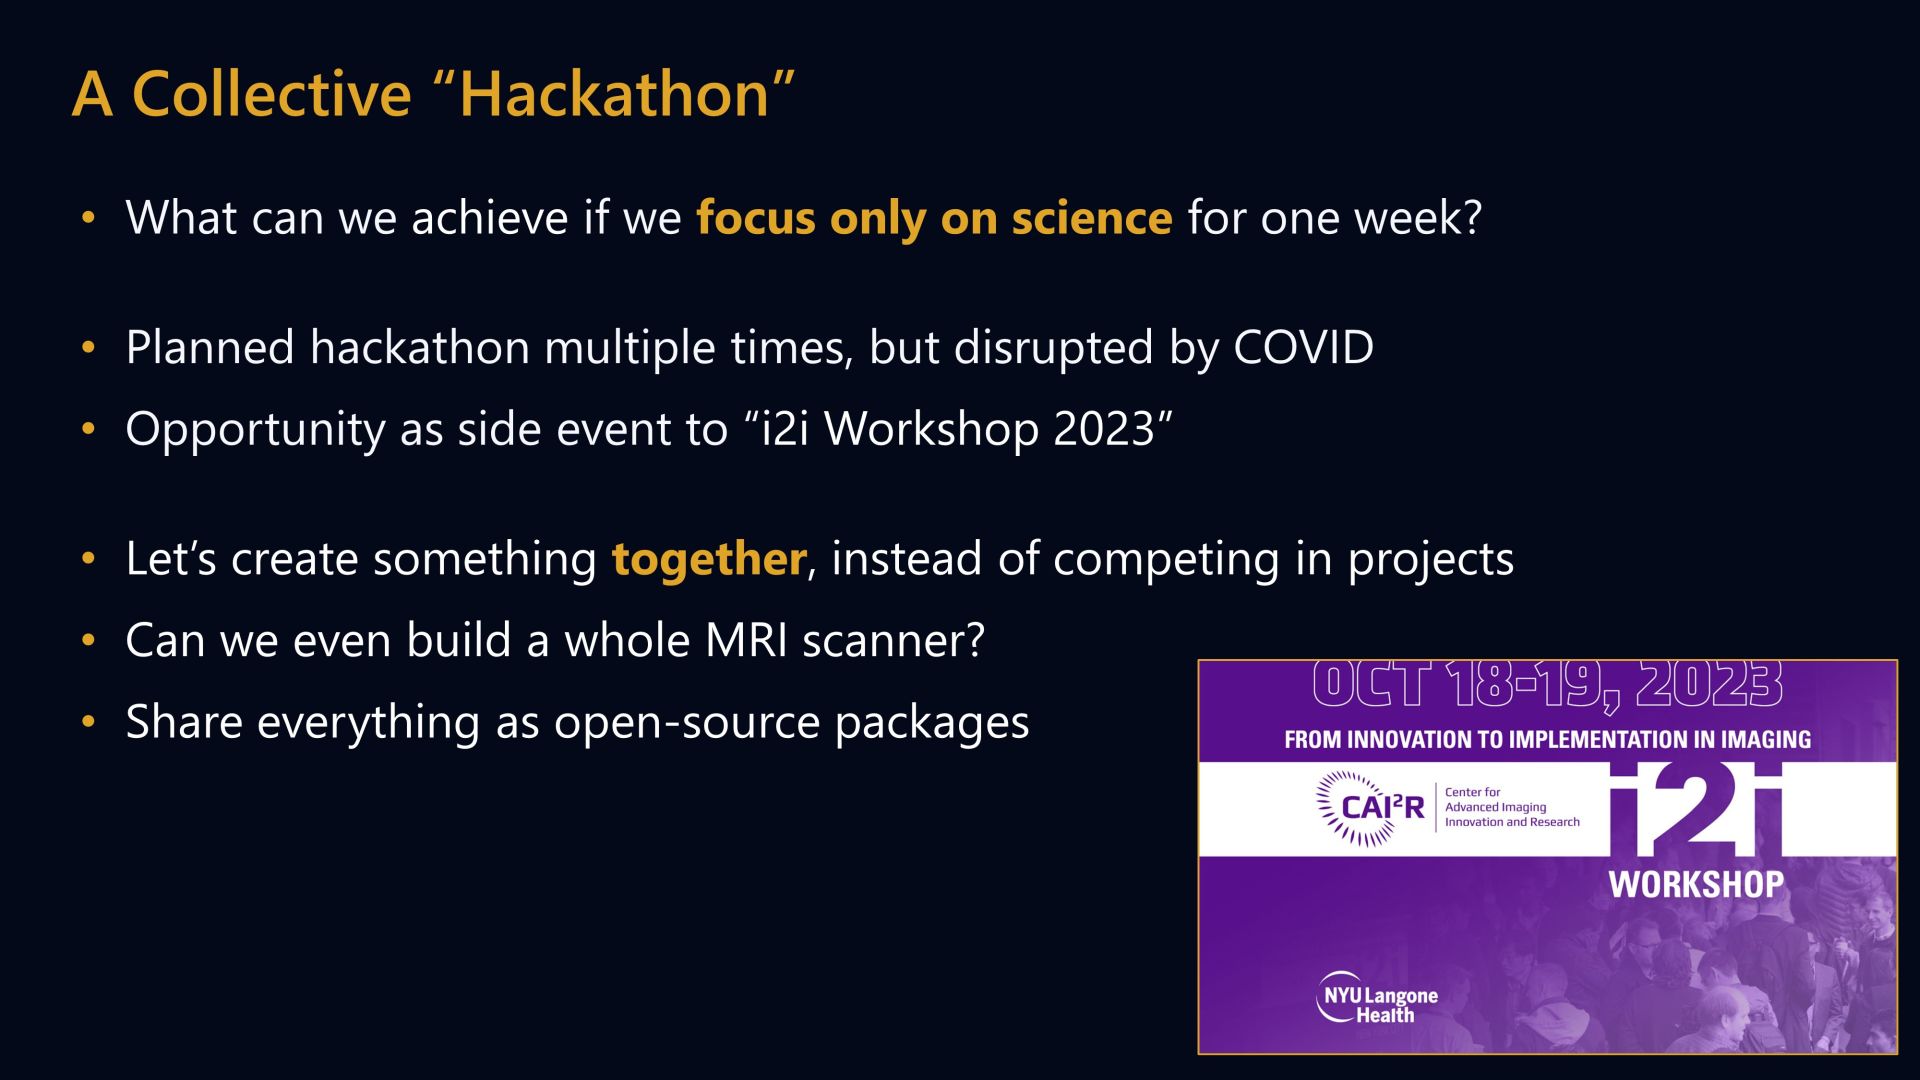 A Collective “Hackathon”
• What can we achieve if we focus only on science for one week?
• Planned hackathon multiple times, but disrupted by COVID
• Opportunity as side event to “i2i Workshop 2023”
• Let’s create something together, instead of competing in projects
• Can we even build a whole MRI scanner?
• Share everything as open-source packages
OCT 18-19, 2023
FROM INNOVATION TO IMPLEMENTATION IN IMAGING
CAI²R
Center for
Advanced Imaging
Innovation and Research
i2i
WORKSHOP
NYU Langone
Health